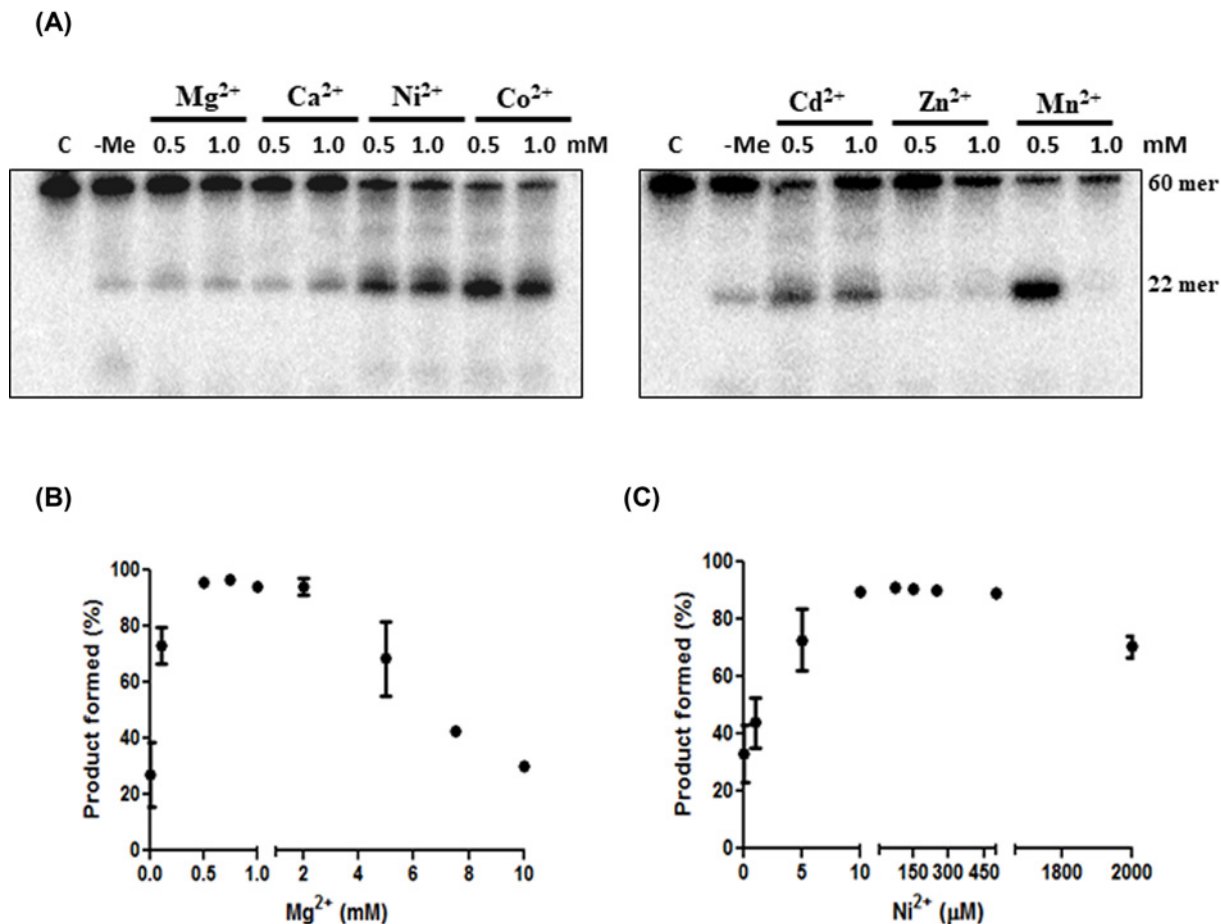 (A)
Mg²⁺ Ca²⁺ Ni²⁺ Co²⁺
C -Me 0.5 1.0 0.5 1.0 0.5 1.0 0.5 1.0 mM
Cd²⁺ Zn²⁺ Mn²⁺
C -Me 0.5 1.0 0.5 1.0 0.5 1.0 mM
60 mer
22 mer
(B)
Product formed (%)
100
80
60
40
20
0
0.0 0.5 1.0 2 4 6 8 10
Mg²⁺ (mM)
(C)
Product formed (%)
100
80
60
40
20
0
0 5 10 150 300 450 1800 2000
Ni²⁺ (μM)